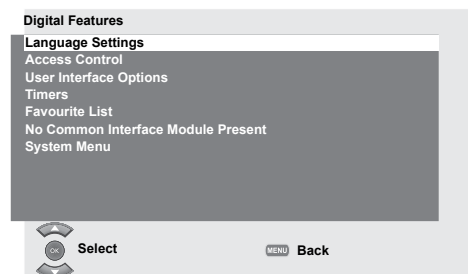 Digital Features
Language Settings
Access Control
User Interface Options
Timers
Favourite List
No Common Interface Module Present
System Menu
OK Select MENU Back